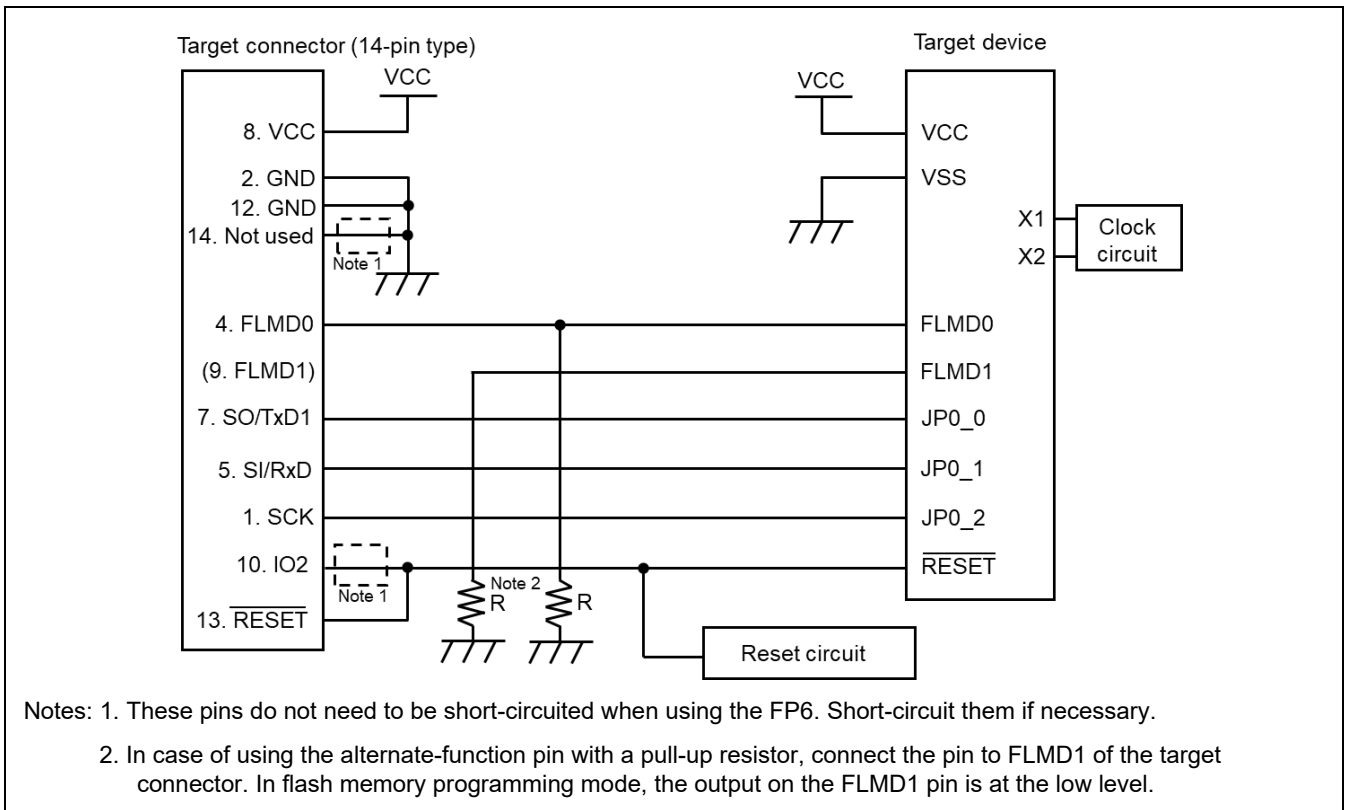 Target connector (14-pin type)
Target device
VCC
VCC
8. VCC
VCC
2. GND
VSS
12. GND
14. Not used
Note 1
X1
X2
Clock
circuit
4. FLMD0
FLMD0
(9. FLMD1)
FLMD1
7. SO/TxD1
JP0_0
5. SI/RxD
JP0_1
1. SCK
JP0_2
10. IO2
RESET
Note 1
Note 2
R
R
13. RESET
Reset circuit
Notes: 1. These pins do not need to be short-circuited when using the FP6. Short-circuit them if necessary.
2. In case of using the alternate-function pin with a pull-up resistor, connect the pin to FLMD1 of the target
connector. In flash memory programming mode, the output on the FLMD1 pin is at the low level.